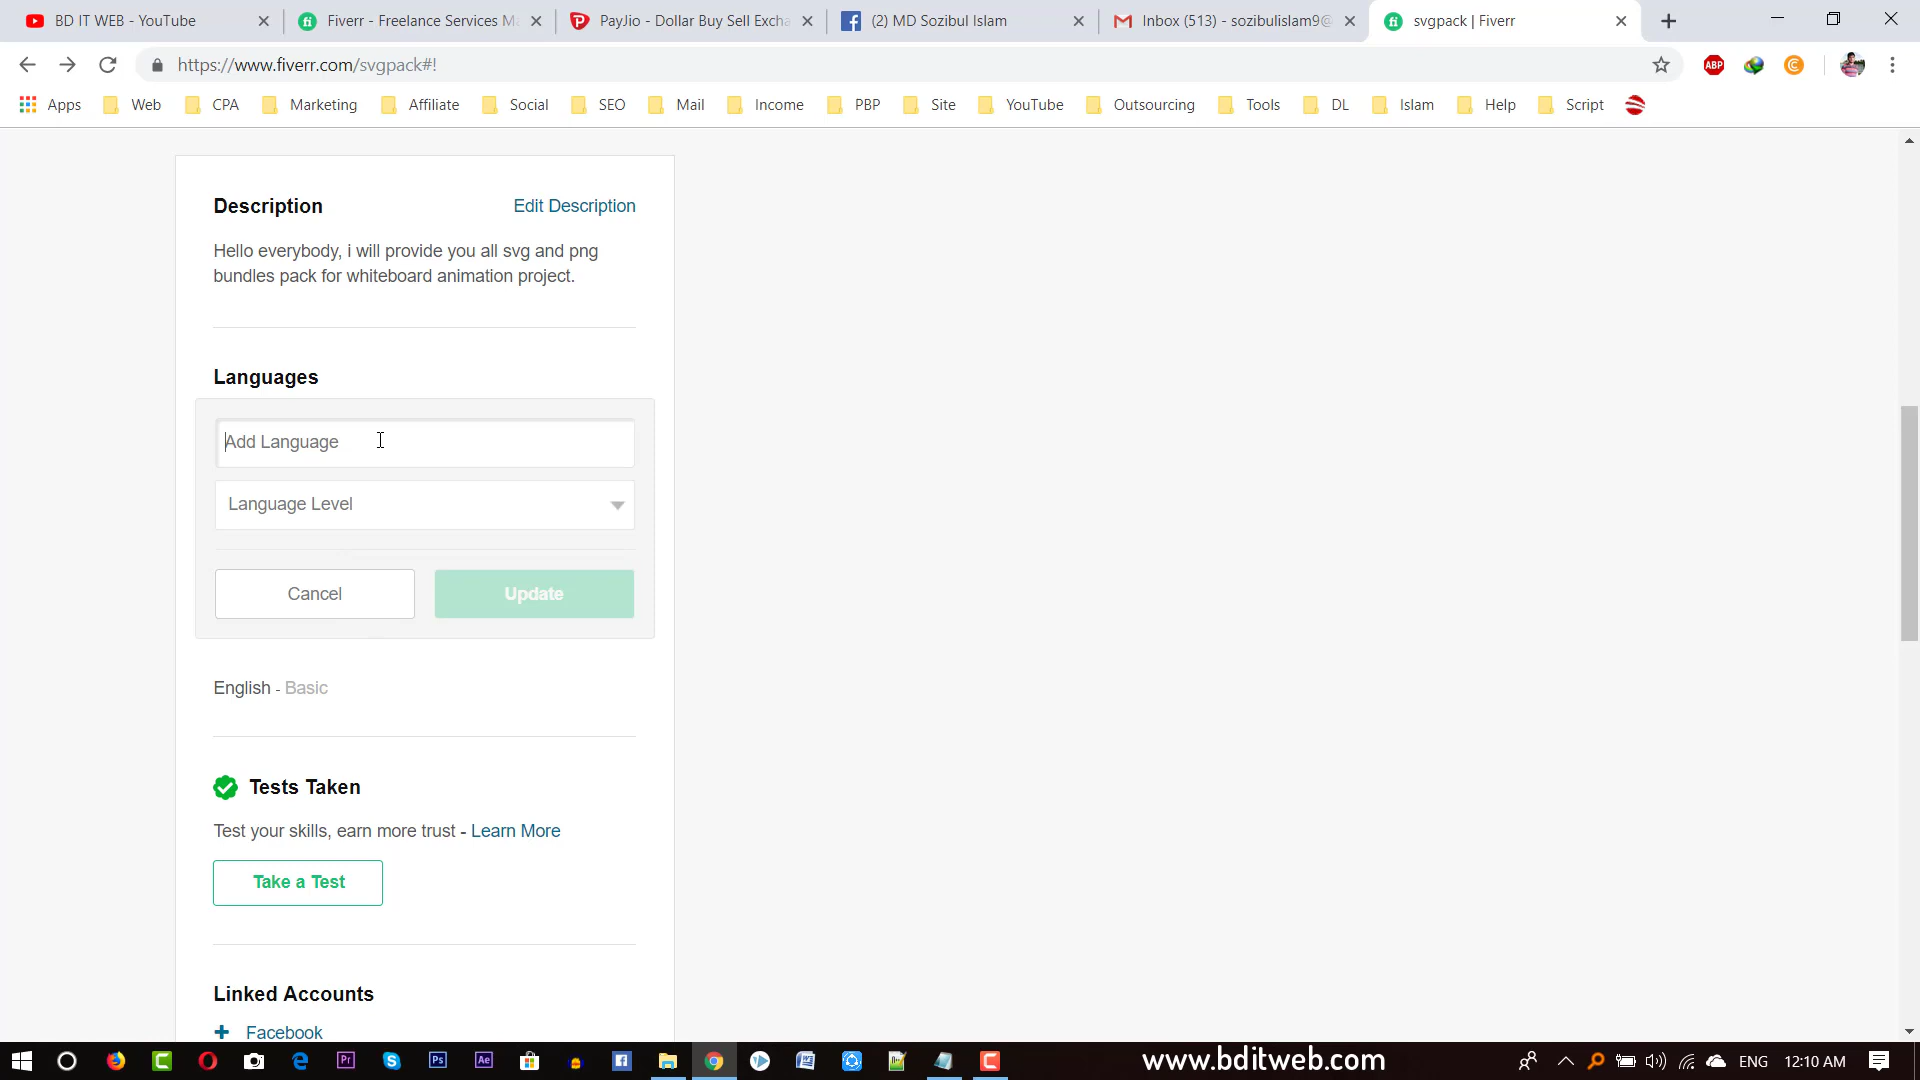 BD IT WEB - YouTube
Fiverr - Freelance Services M
PayJio - Dollar Buy Sell Excha
(2) MD Sozibul Islam
Inbox (513) - sozibulislam9@
svgpack | Fiverr
https://www.fiverr.com/svgpack#!
ABP
Apps
Web
CPA
Marketing
Affiliate
Social
SEO
Mail
Income
PBP
Site
YouTube
Outsourcing
Tools
DL
Islam
Help
Script
Description
Edit Description
Hello everybody, i will provide you all svg and png
bundles pack for whiteboard animation project.
Languages
Add Language
Language Level
Cancel
Update
English - Basic
Tests Taken
Test your skills, earn more trust - Learn More
Take a Test
Linked Accounts
+ Facebook
www.bditweb.com
ENG
12:10 AM